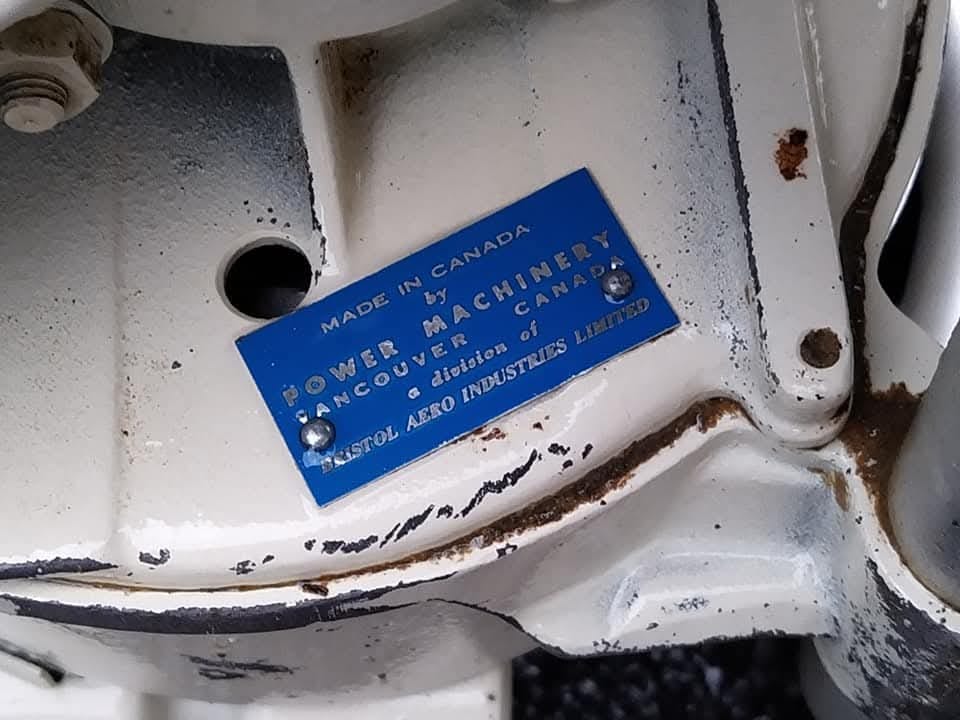 MADE IN CANADA
by
POWER MACHINERY
VANCOUVER CANADA
a division of
BRISTOL AERO INDUSTRIES LIMITED